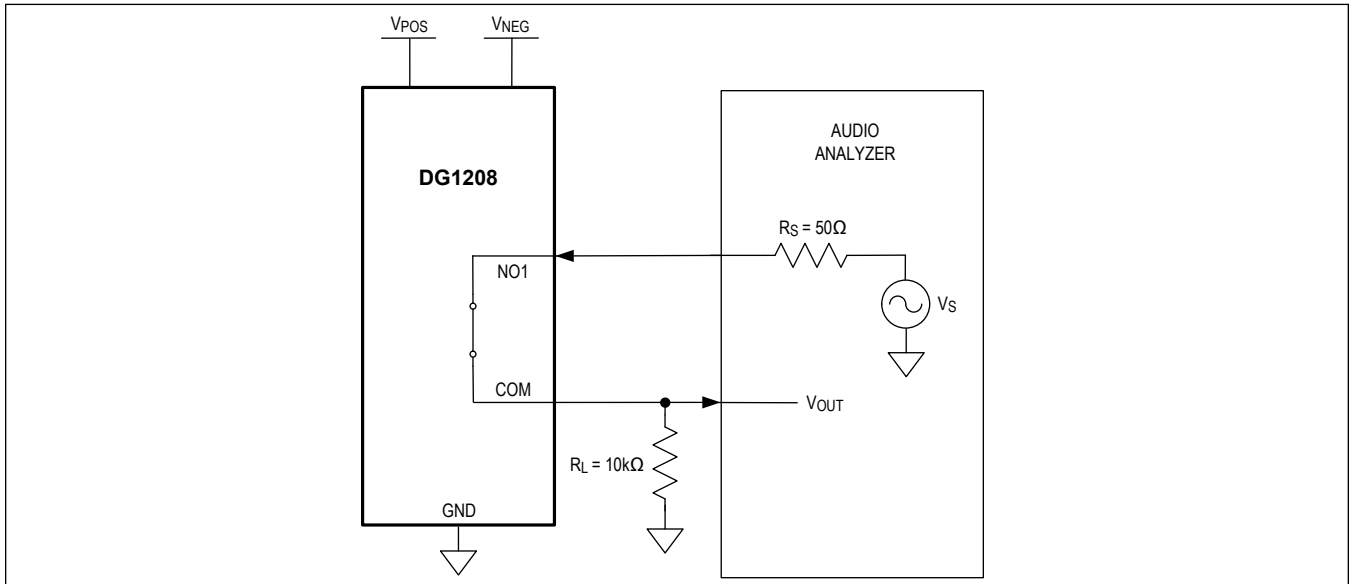 VPOS VNEG
AUDIO
ANALYZER
DG1208
RS = 50Ω
NO1
VS
COM
VOUT
RL = 10kΩ
GND